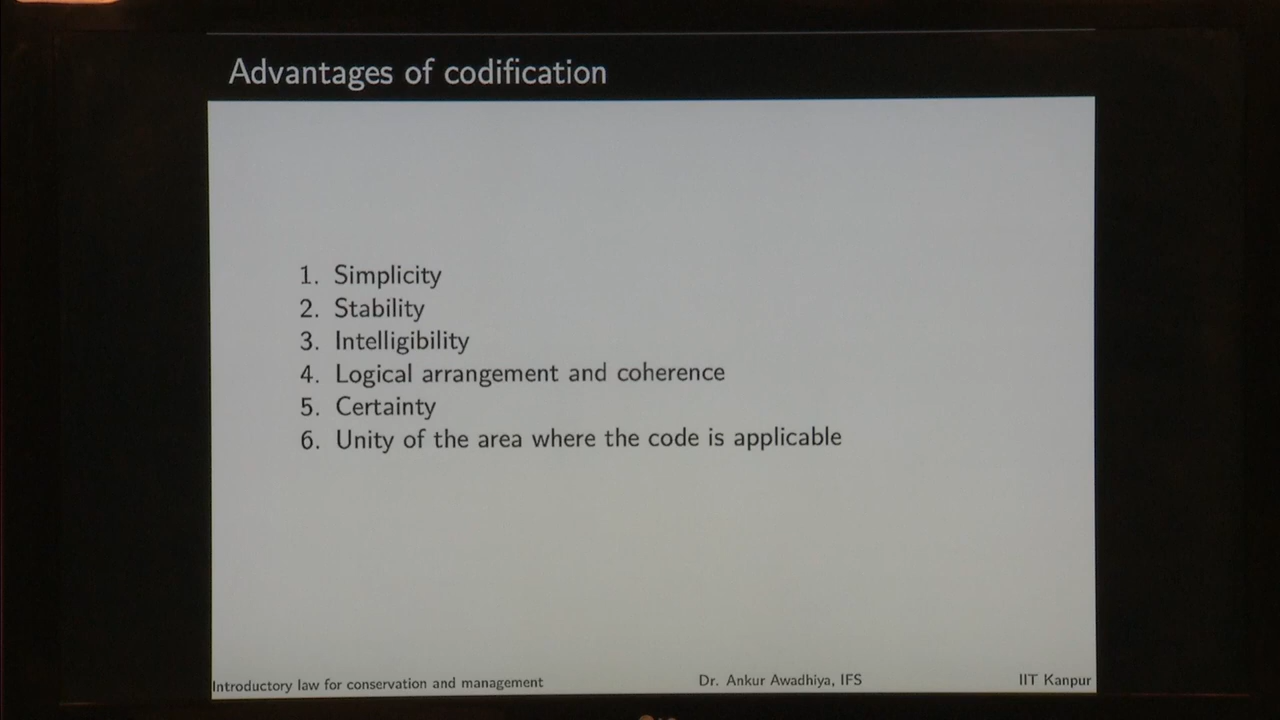 Advantages of codification
1. Simplicity
2. Stability
3. Intelligibility
4. Logical arrangement and coherence
5. Certainty
6. Unity of the area where the code is applicable
Introductory law for conservation and management
Dr. Ankur Awadhiya, IFS
IIT Kanpur